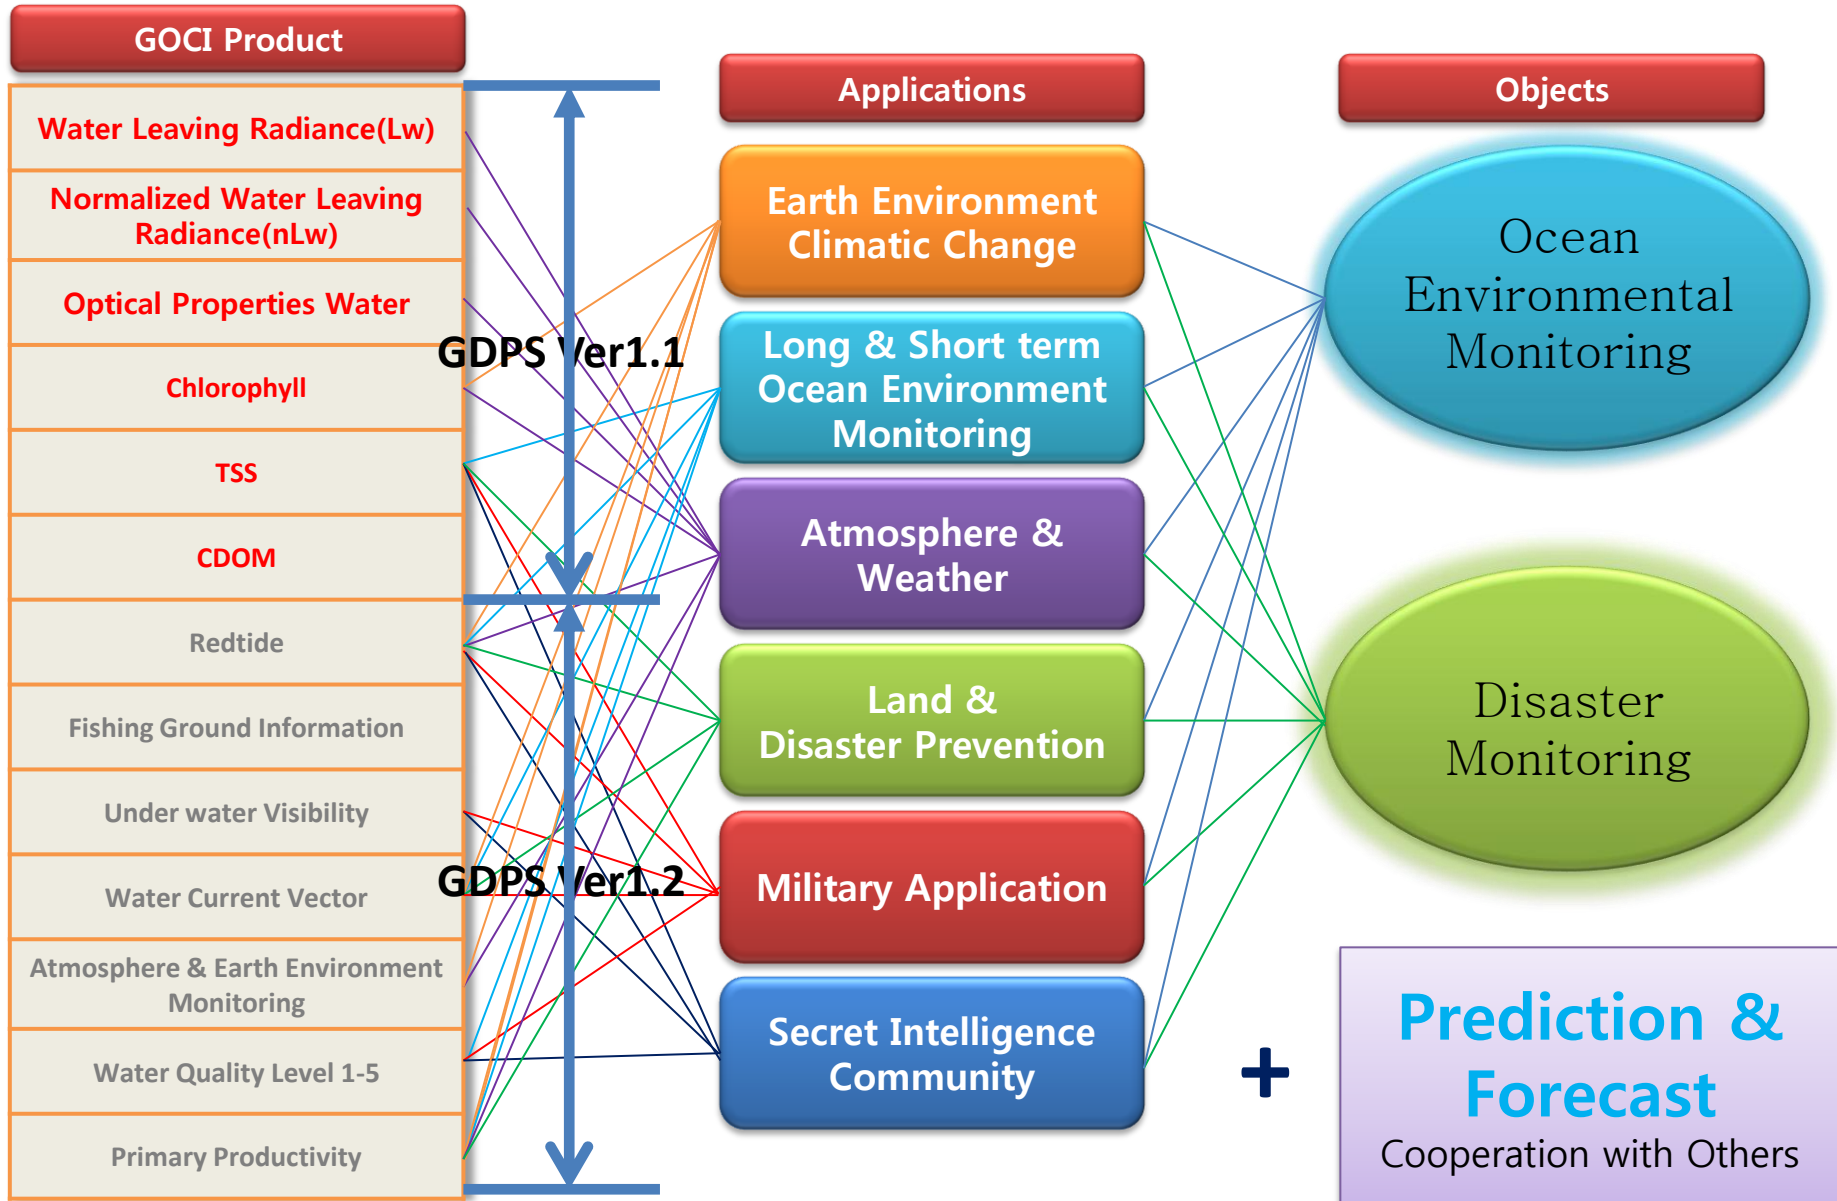 GOCI Product
Water Leaving Radiance(Lw)
Normalized Water Leaving
Radiance(nLw)
Optical Properties Water
Chlorophyll
TSS
CDOM
Redtide
Fishing Ground Information
Under water Visibility
Water Current Vector
Atmosphere & Earth Environment
Monitoring
Water Quality Level 1-5
Primary Productivity
GDPS Ver1.1
GDPS Ver1.2
Applications
Earth Environment
Climatic Change
Long & Short term
Ocean Environment
Monitoring
Atmosphere &
Weather
Land &
Disaster Prevention
Military Application
Secret Intelligence
Community
Objects
Ocean
Environmental
Monitoring
Disaster
Monitoring
+
Prediction &
Forecast
Cooperation with Others